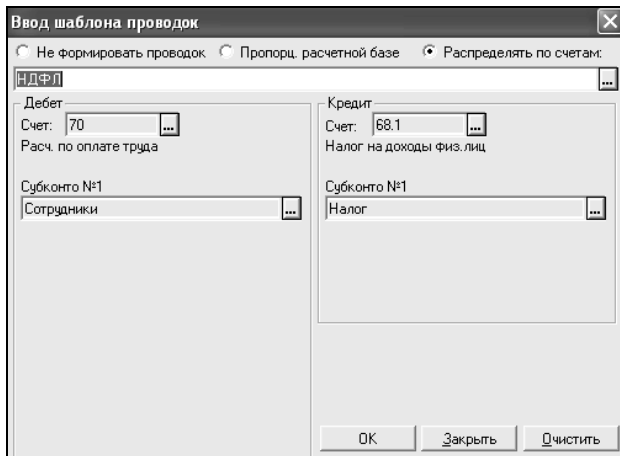 Ввод шаблона проводок
Не формировать проводок Пропорц. расчетной базе Распределять по счетам:
НДФЛ ...
Дебет
Счет: 70 ...
Расч. по оплате труда
Субконто №1
Сотрудники ...
Кредит
Счет: 68.1 ...
Налог на доходы физ.лиц
Субконто №1
Налог ...
OK Закрыть Очистить